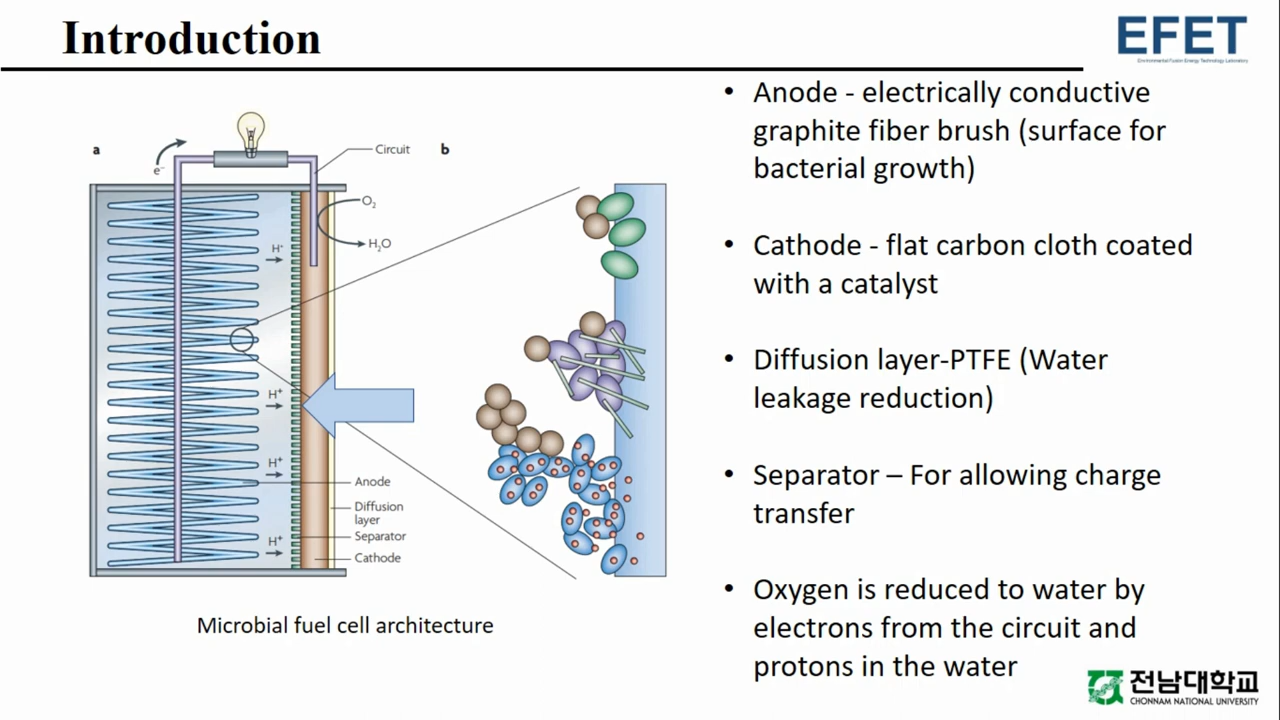 Introduction
EFET
Environmental Fusion Energy Technology Laboratory
a
e⁻
Circuit
b
O₂
H₂O
H⁺
H⁺
H⁺
H⁺
Anode
Diffusion
layer
Separator
Cathode
Microbial fuel cell architecture
• Anode - electrically conductive
graphite fiber brush (surface for
bacterial growth)
• Cathode - flat carbon cloth coated
with a catalyst
• Diffusion layer-PTFE (Water
leakage reduction)
• Separator – For allowing charge
transfer
• Oxygen is reduced to water by
electrons from the circuit and
protons in the water
전남대학교
CHONNAM NATIONAL UNIVERSITY